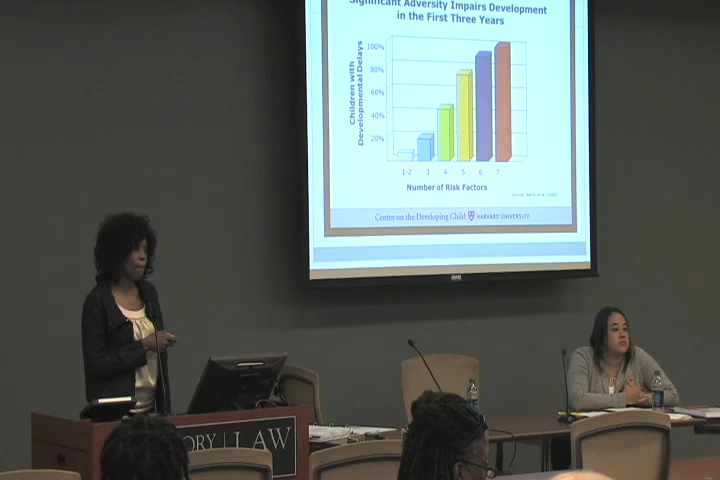 Significant Adversity Impairs Development
in the First Three Years
Children with
Developmental Delays
100%
80%
60%
40%
20%
1-2 3 4 5 6 7
Number of Risk Factors
Center on the Developing Child HARVARD UNIVERSITY
ORY | LAW